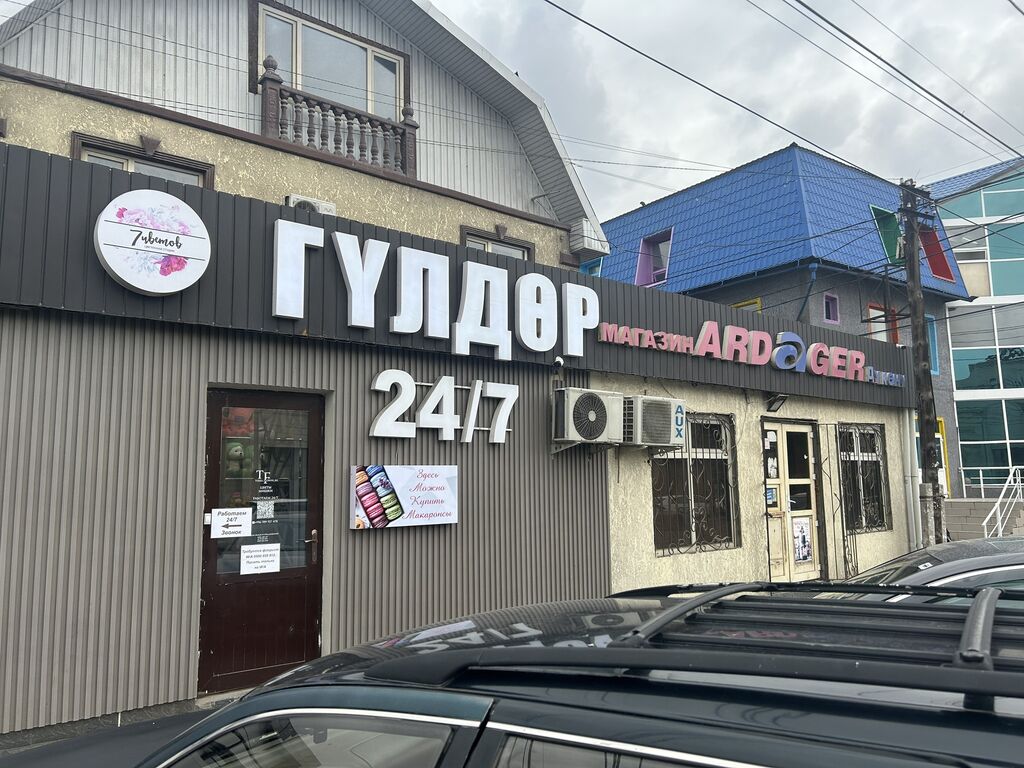 7цветов
ГҮЛДӨР
24/7
МАГАЗИН ARDAGER
AUX
Здесь
Можно
Купить
Макаронсы
Работаем
24/7
Звонок